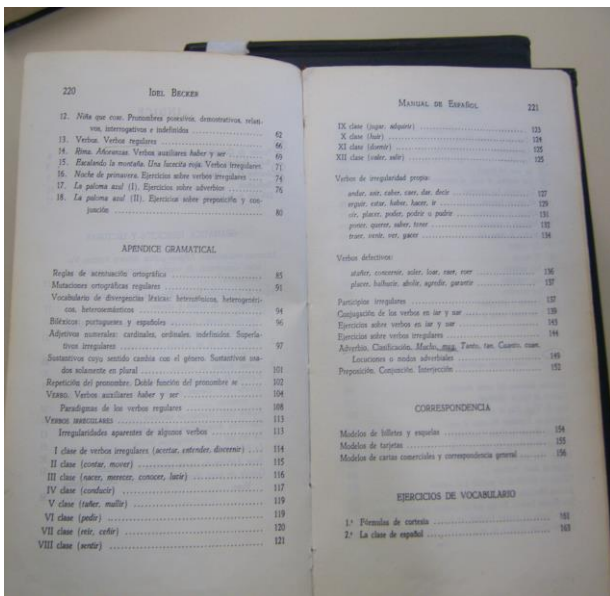 220 IDEL BECKER
12. Niña que cose. Pronombres posesivos, demostrativos, relati-
vos, interrogativos e indefinidos 62
13. Verbos. Verbos regulares 66
14. Rima. Añoranzas. Verbos auxiliares haber y ser 69
15. Escalando la montaña. Una lucecita roja. Verbos irregulares 71
16. Noche de primavera. Ejercicios sobre verbos irregulares 74
17. La paloma azul (I). Ejercicios sobre adverbios 76
18. La paloma azul (II). Ejercicios sobre preposición y con-
junción 80
APENDICE GRAMATICAL
Reglas de acentuación ortográfica 85
Mutaciones ortográficas regulares 91
Vocabulario de divergencias léxicas: heterotónicos, heterogenéri-
cos, heterosemánticos 94
Biléxicos: portugueses y españoles 96
Adjetivos numerales: cardinales, ordinales, indefinidos. Superla-
tivos irregulares 97
Sustantivos cuyo sentido cambia con el género. Sustantivos usa-
dos solamente en plural 101
Repetición del pronombre. Doble función del pronombre se 102
VERBO. Verbos auxiliares haber y ser 104
Paradigmas de los verbos regulares 108
VERBOS IRREGULARES 113
Irregularidades aparentes de algunos verbos 113
I clase de verbos irregulares (acertar, entender, discernir) 114
II clase (contar, mover) 115
III clase (nacer, merecer, conocer, lucir) 116
IV clase (conducir) 117
V clase (tañer, mullir) 119
VI clase (pedir) 119
VII clase (reír, ceñir) 120
VIII clase (sentir) 121
MANUAL DE ESPAÑOL 221
IX clase (jugar, adquirir) 123
X clase (huir) 124
XI clase (dormir) 125
XII clase (valer, salir) 125
Verbos de irregularidad propia:
andar, asir, caber, caer, dar, decir 127
erguir, estar, haber, hacer, ir 129
oír, placer, poder, podrir o pudrir 131
poner, querer, saber, tener 132
traer, venir, ver, yacer 134
Verbos defectivos:
atañer, concernir, soler, loar, raer, roer 136
placer, balbucir, abolir, agredir, garantir 137
Participios irregulares 137
Conjugación de los verbos en iar y uar 139
Ejercicios sobre verbos en iar y uar 143
Ejercicios sobre verbos irregulares 144
Adverbio. Clasificación. Mucho, muy. Tanto, tan. Cuanto, cuan.
Locuciones o modos adverbiales 149
Preposición. Conjunción. Interjección 152
CORRESPONDENCIA
Modelos de billetes y esquelas 154
Modelos de tarjetas 155
Modelos de cartas comerciales y correspondencia general 156
EJERCICIOS DE VOCABULARIO
1.º Fórmulas de cortesía 161
2.º La clase de español 163